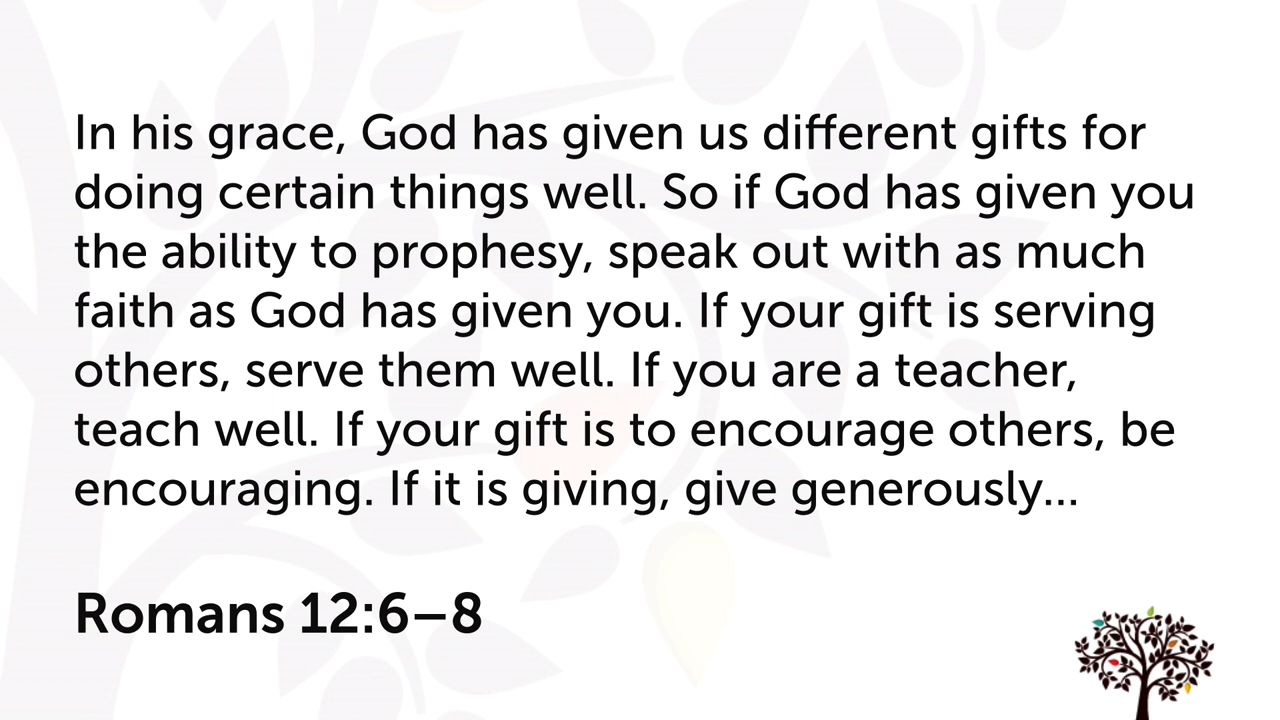 In his grace, God has given us different gifts for
doing certain things well. So if God has given you
the ability to prophesy, speak out with as much
faith as God has given you. If your gift is serving
others, serve them well. If you are a teacher,
teach well. If your gift is to encourage others, be
encouraging. If it is giving, give generously...
Romans 12:6–8